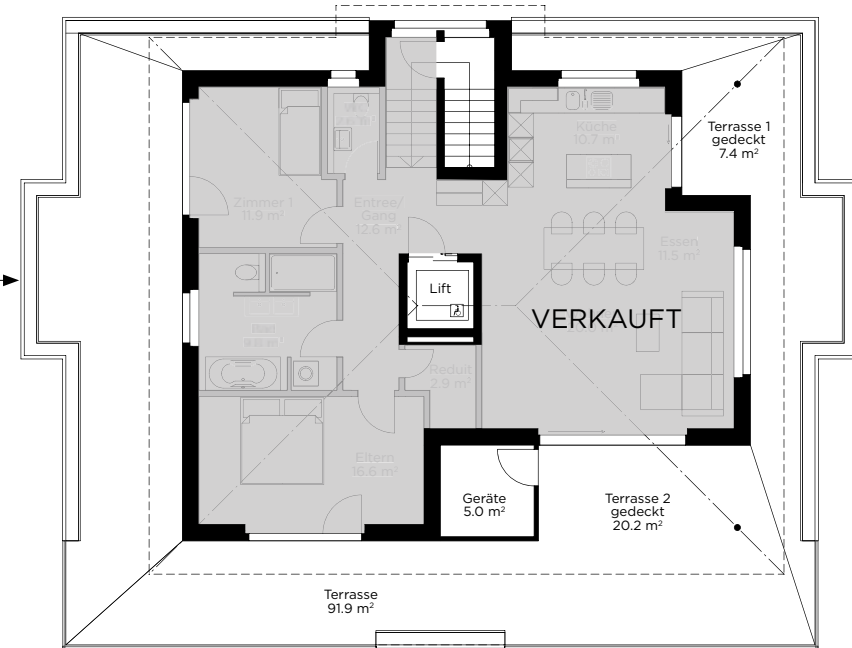 Küche
10.7 m²
Terrasse 1
gedeckt
7.4 m²
Zimmer 1
11.9 m²
Entree/
Gang
12.6 m²
Essen
11.5 m²
Lift
VERKAUFT
Reduit
2.9 m²
Eltern
16.6 m²
Geräte
5.0 m²
Terrasse 2
gedeckt
20.2 m²
Terrasse
91.9 m²